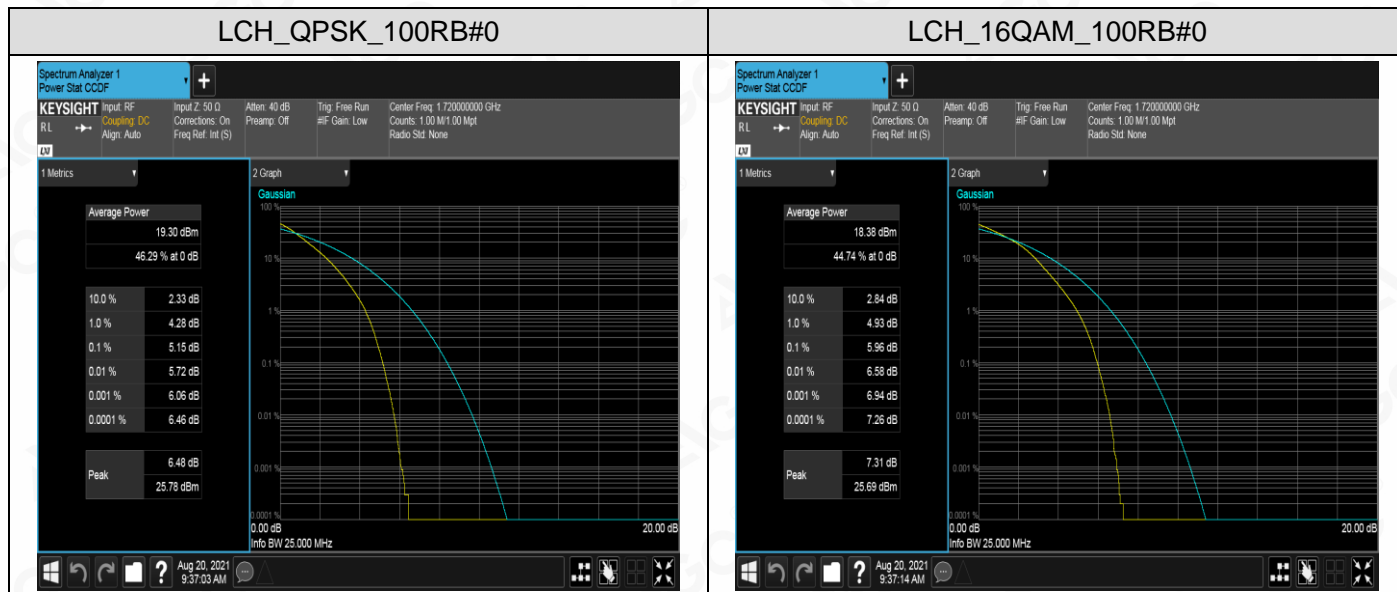 LCH_QPSK_100RB#0
Spectrum Analyzer 1
Power Stat CCDF
+
KEYSIGHT
RL
LXI
Input: RF
Coupling: DC
Align: Auto
Input Z: 50 Ω
Corrections: On
Freq Ref: Int (S)
Atten: 40 dB
Preamp: Off
Trig: Free Run
#IF Gain: Low
Center Freq: 1.720000000 GHz
Counts: 1.00 M/1.00 Mpt
Radio Std: None
1 Metrics
Average Power
19.30 dBm
46.29 % at 0 dB
10.0 % 2.33 dB
1.0 % 4.28 dB
0.1 % 5.15 dB
0.01 % 5.72 dB
0.001 % 6.06 dB
0.0001 % 6.46 dB
Peak
6.48 dB
25.78 dBm
2 Graph
Gaussian
100 %
10 %
1 %
0.1 %
0.01 %
0.001 %
0.0001 %
0.00 dB 20.00 dB
Info BW 25.000 MHz
?
Aug 20, 2021
9:37:03 AM
LCH_16QAM_100RB#0
Spectrum Analyzer 1
Power Stat CCDF
+
KEYSIGHT
RL
LXI
Input: RF
Coupling: DC
Align: Auto
Input Z: 50 Ω
Corrections: On
Freq Ref: Int (S)
Atten: 40 dB
Preamp: Off
Trig: Free Run
#IF Gain: Low
Center Freq: 1.720000000 GHz
Counts: 1.00 M/1.00 Mpt
Radio Std: None
1 Metrics
Average Power
18.38 dBm
44.74 % at 0 dB
10.0 % 2.84 dB
1.0 % 4.93 dB
0.1 % 5.96 dB
0.01 % 6.58 dB
0.001 % 6.94 dB
0.0001 % 7.26 dB
Peak
7.31 dB
25.69 dBm
2 Graph
Gaussian
100 %
10 %
1 %
0.1 %
0.01 %
0.001 %
0.0001 %
0.00 dB 20.00 dB
Info BW 25.000 MHz
?
Aug 20, 2021
9:37:14 AM